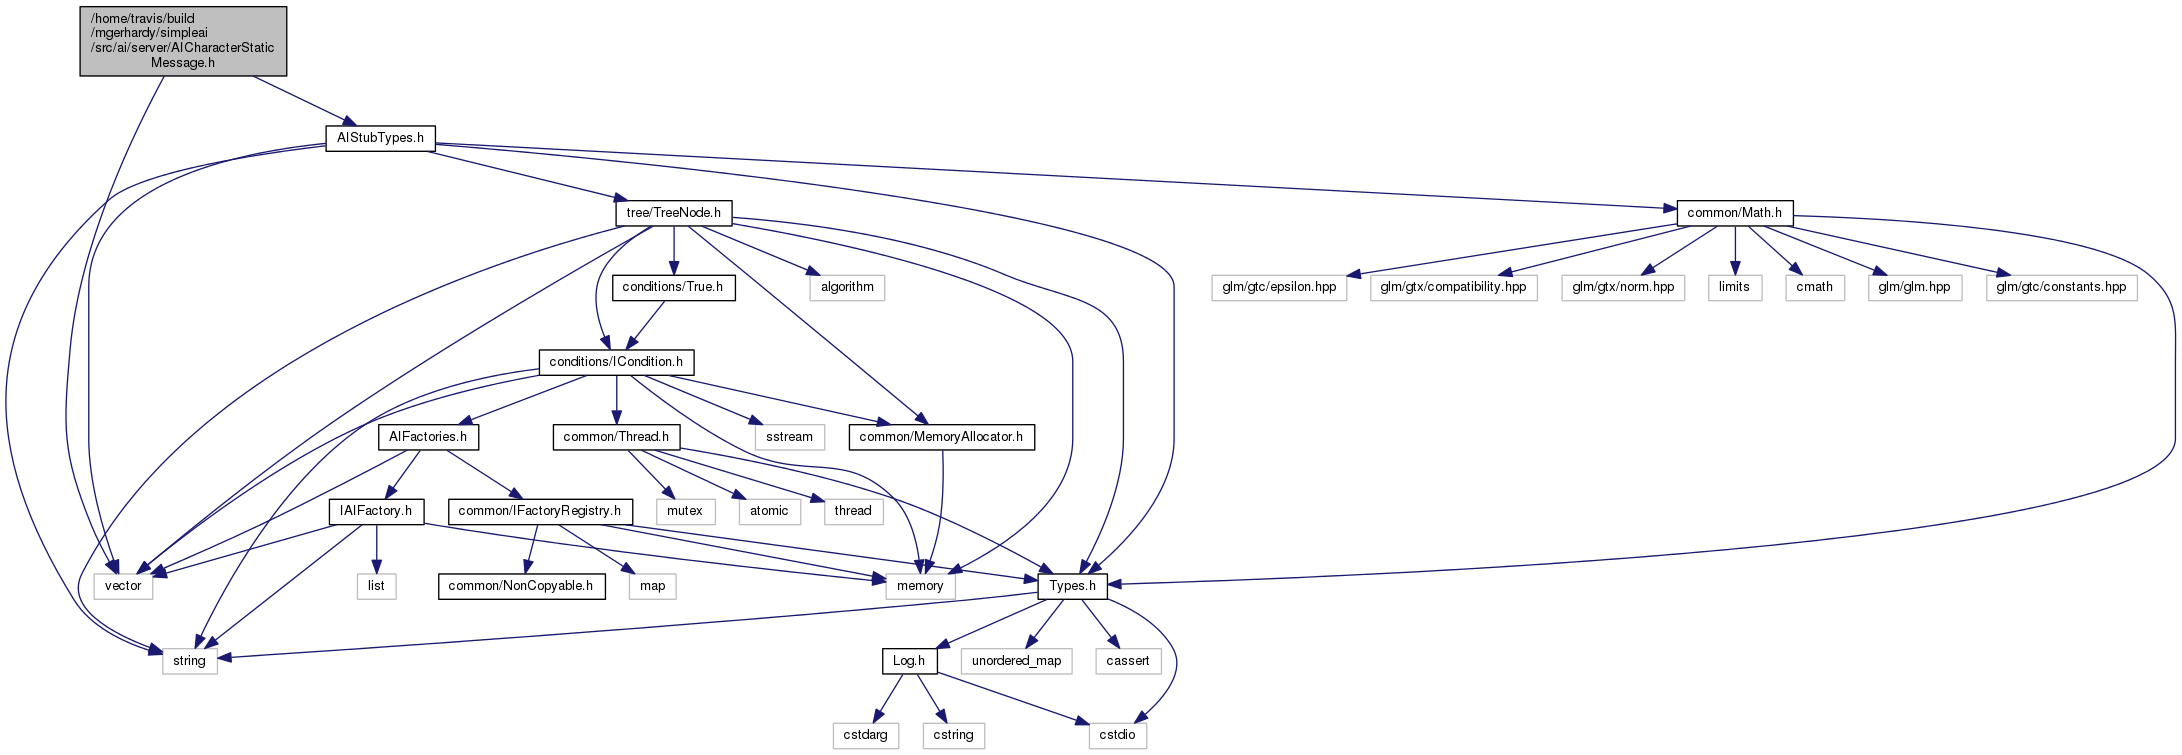 /home/travis/build
/mgerhardy/simpleai
/src/ai/server/AICharacterStatic
Message.h
AIStubTypes.h
tree/TreeNode.h
common/Math.h
conditions/True.h
algorithm
glm/gtc/epsilon.hpp
glm/gtx/compatibility.hpp
glm/gtx/norm.hpp
limits
cmath
glm/glm.hpp
glm/gtc/constants.hpp
conditions/ICondition.h
AIFactories.h
common/Thread.h
sstream
common/MemoryAllocator.h
IAIFactory.h
common/IFactoryRegistry.h
mutex
atomic
thread
vector
list
common/NonCopyable.h
map
memory
Types.h
string
Log.h
unordered_map
cassert
cstdarg
cstring
cstdio